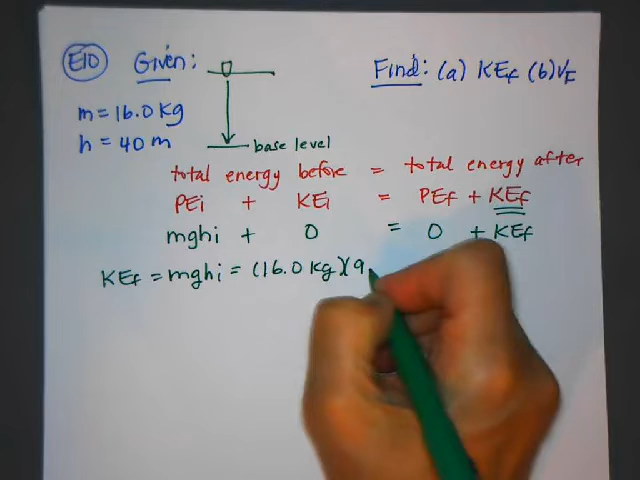 E10 Given: Find: (a) KEf (b) Vf
m = 16.0 Kg
h = 40 m
base level
total energy before = total energy after
PEi + KEi = PEf + KEf
mghi + 0 = 0 + KEf
KEf = mghi = (16.0 kg)(9